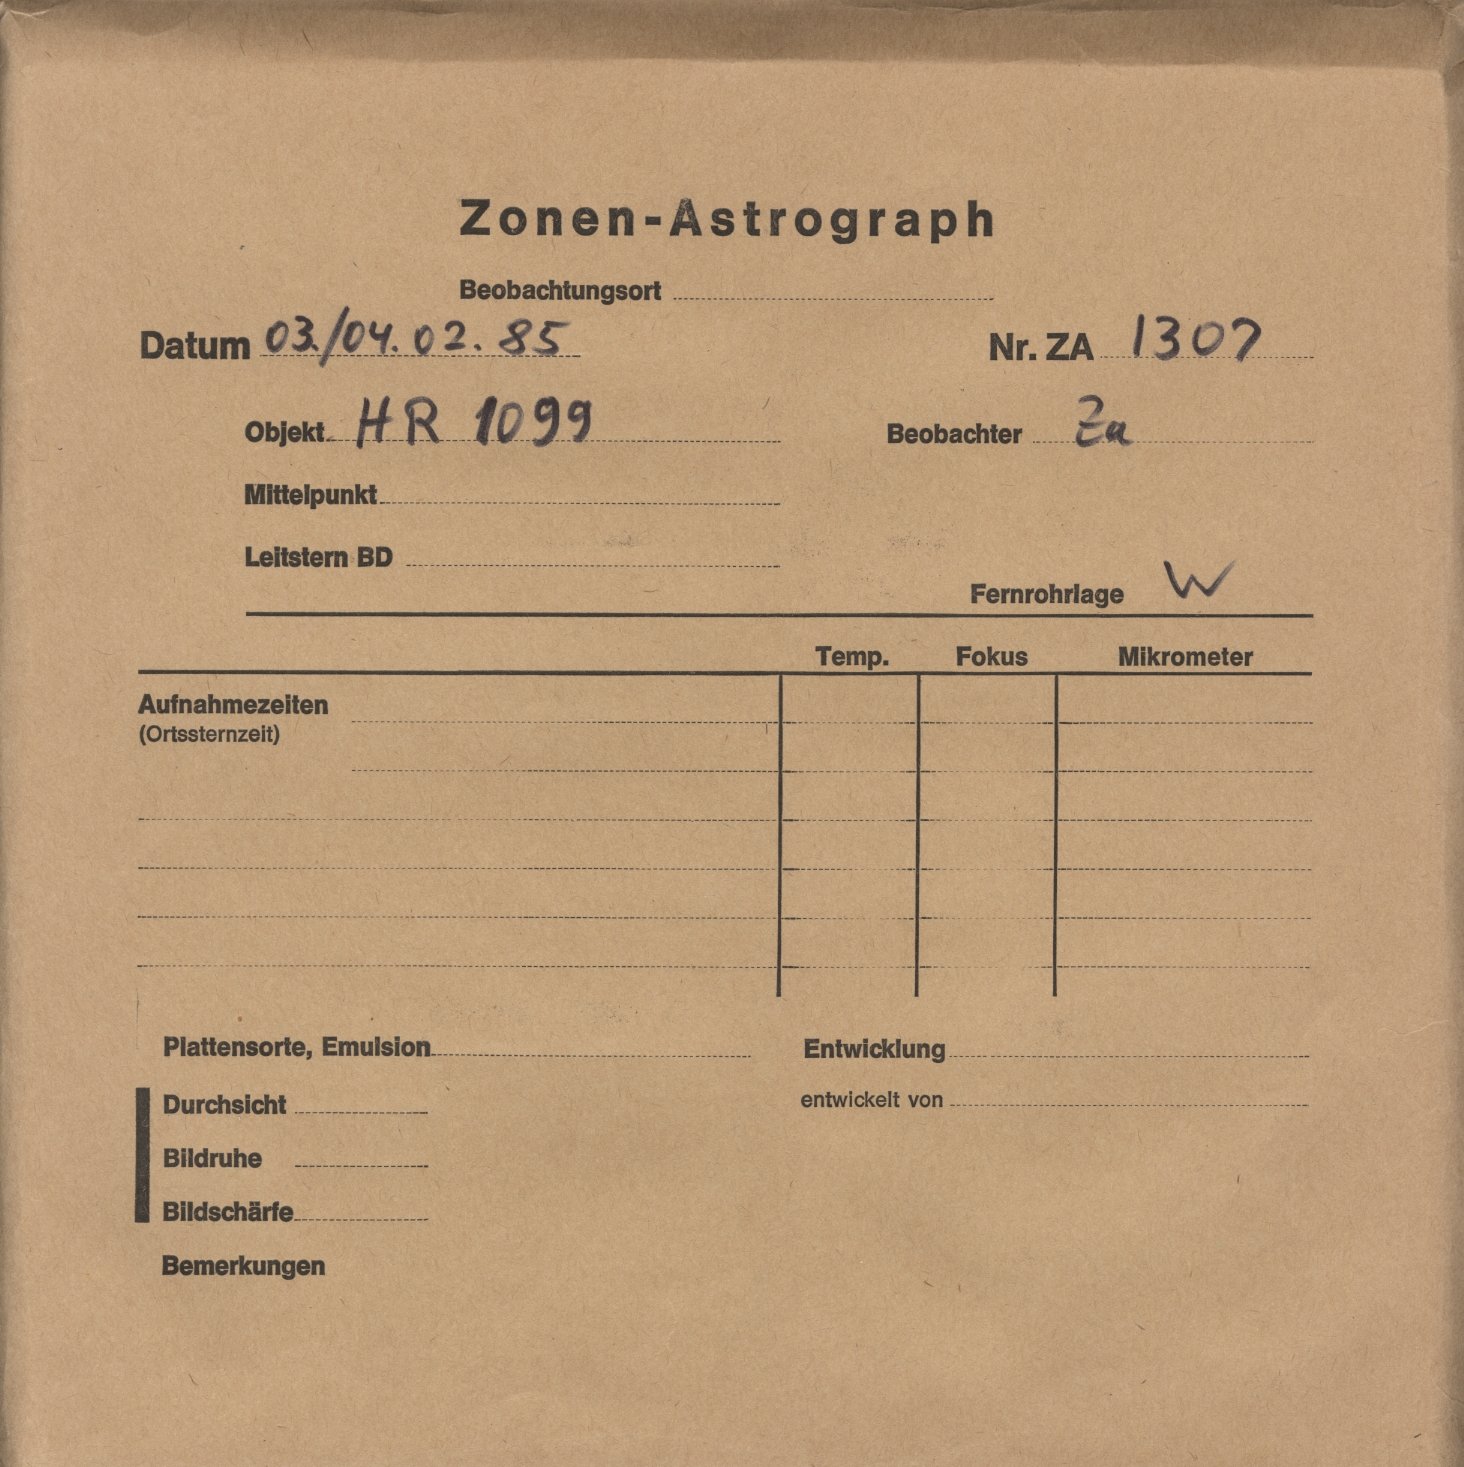 Zonen-Astrograph
Beobachtungsort
Datum 03./04.02.85 Nr. ZA 1307
Objekt HR 1099 Beobachter Za
Mittelpunkt
Leitstern BD
Fernrohrlage W
Temp. Fokus Mikrometer
Aufnahmezeiten
(Ortssternzeit)
Plattensorte, Emulsion Entwicklung
Durchsicht entwickelt von
Bildruhe
Bildschärfe
Bemerkungen